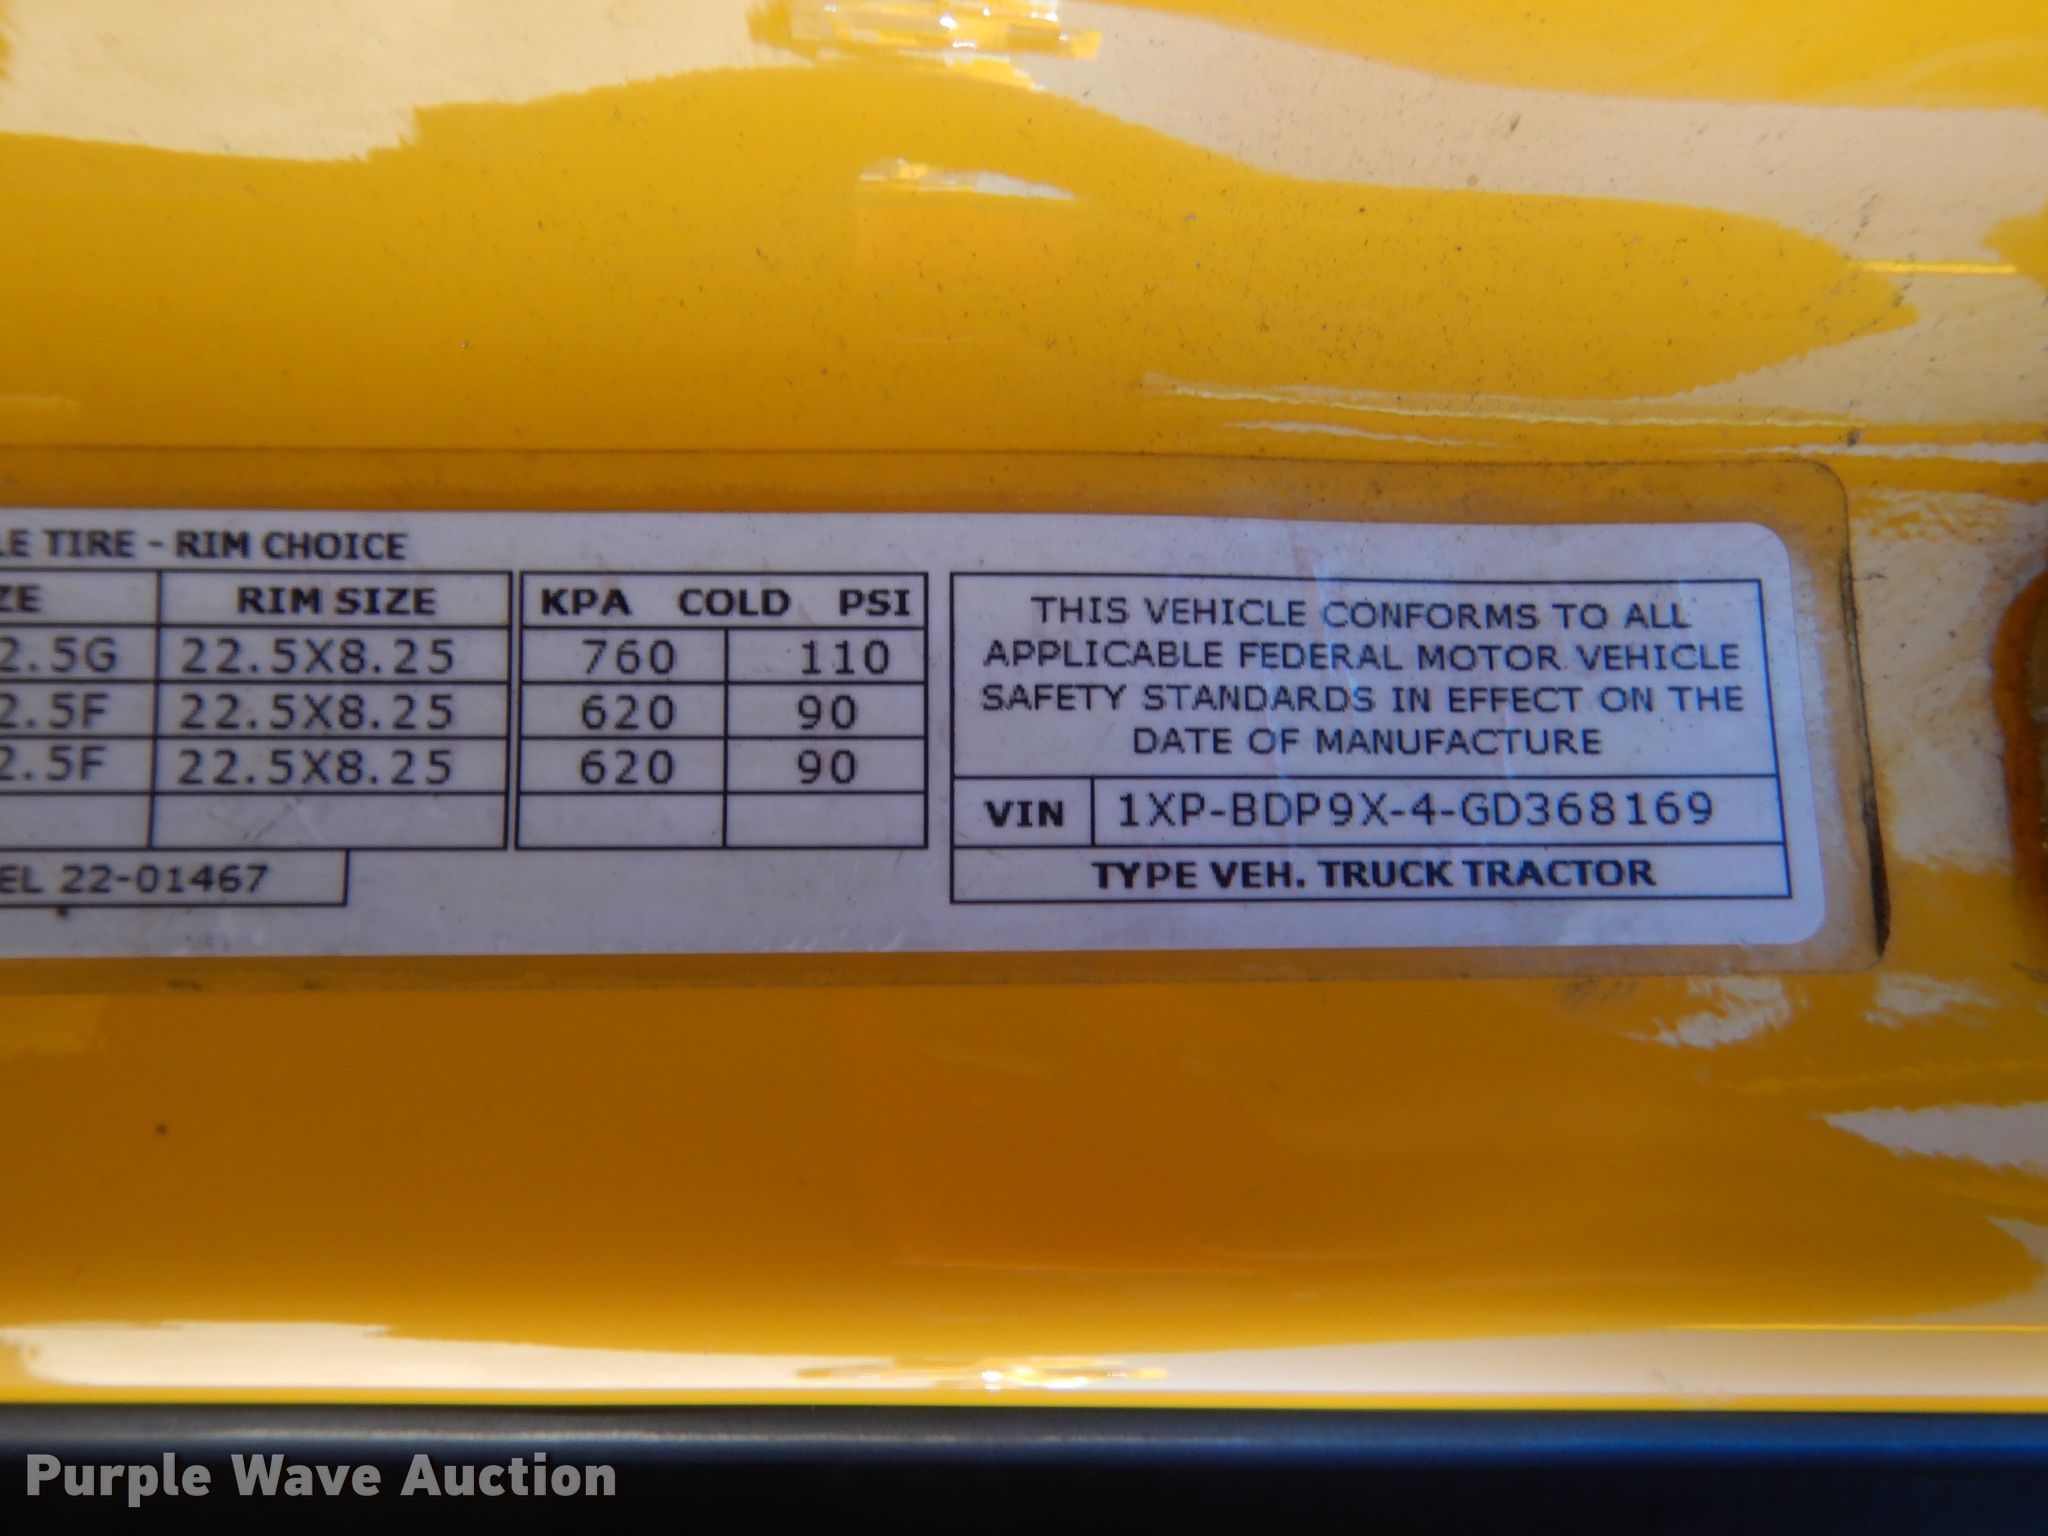 LE TIRE - RIM CHOICE
ZE RIM SIZE KPA COLD PSI
2.5G 22.5X8.25 760 110
2.5F 22.5X8.25 620 90
2.5F 22.5X8.25 620 90
EL 22-01467
THIS VEHICLE CONFORMS TO ALL
APPLICABLE FEDERAL MOTOR VEHICLE
SAFETY STANDARDS IN EFFECT ON THE
DATE OF MANUFACTURE
VIN 1XP-BDP9X-4-GD368169
TYPE VEH. TRUCK TRACTOR
Purple Wave Auction